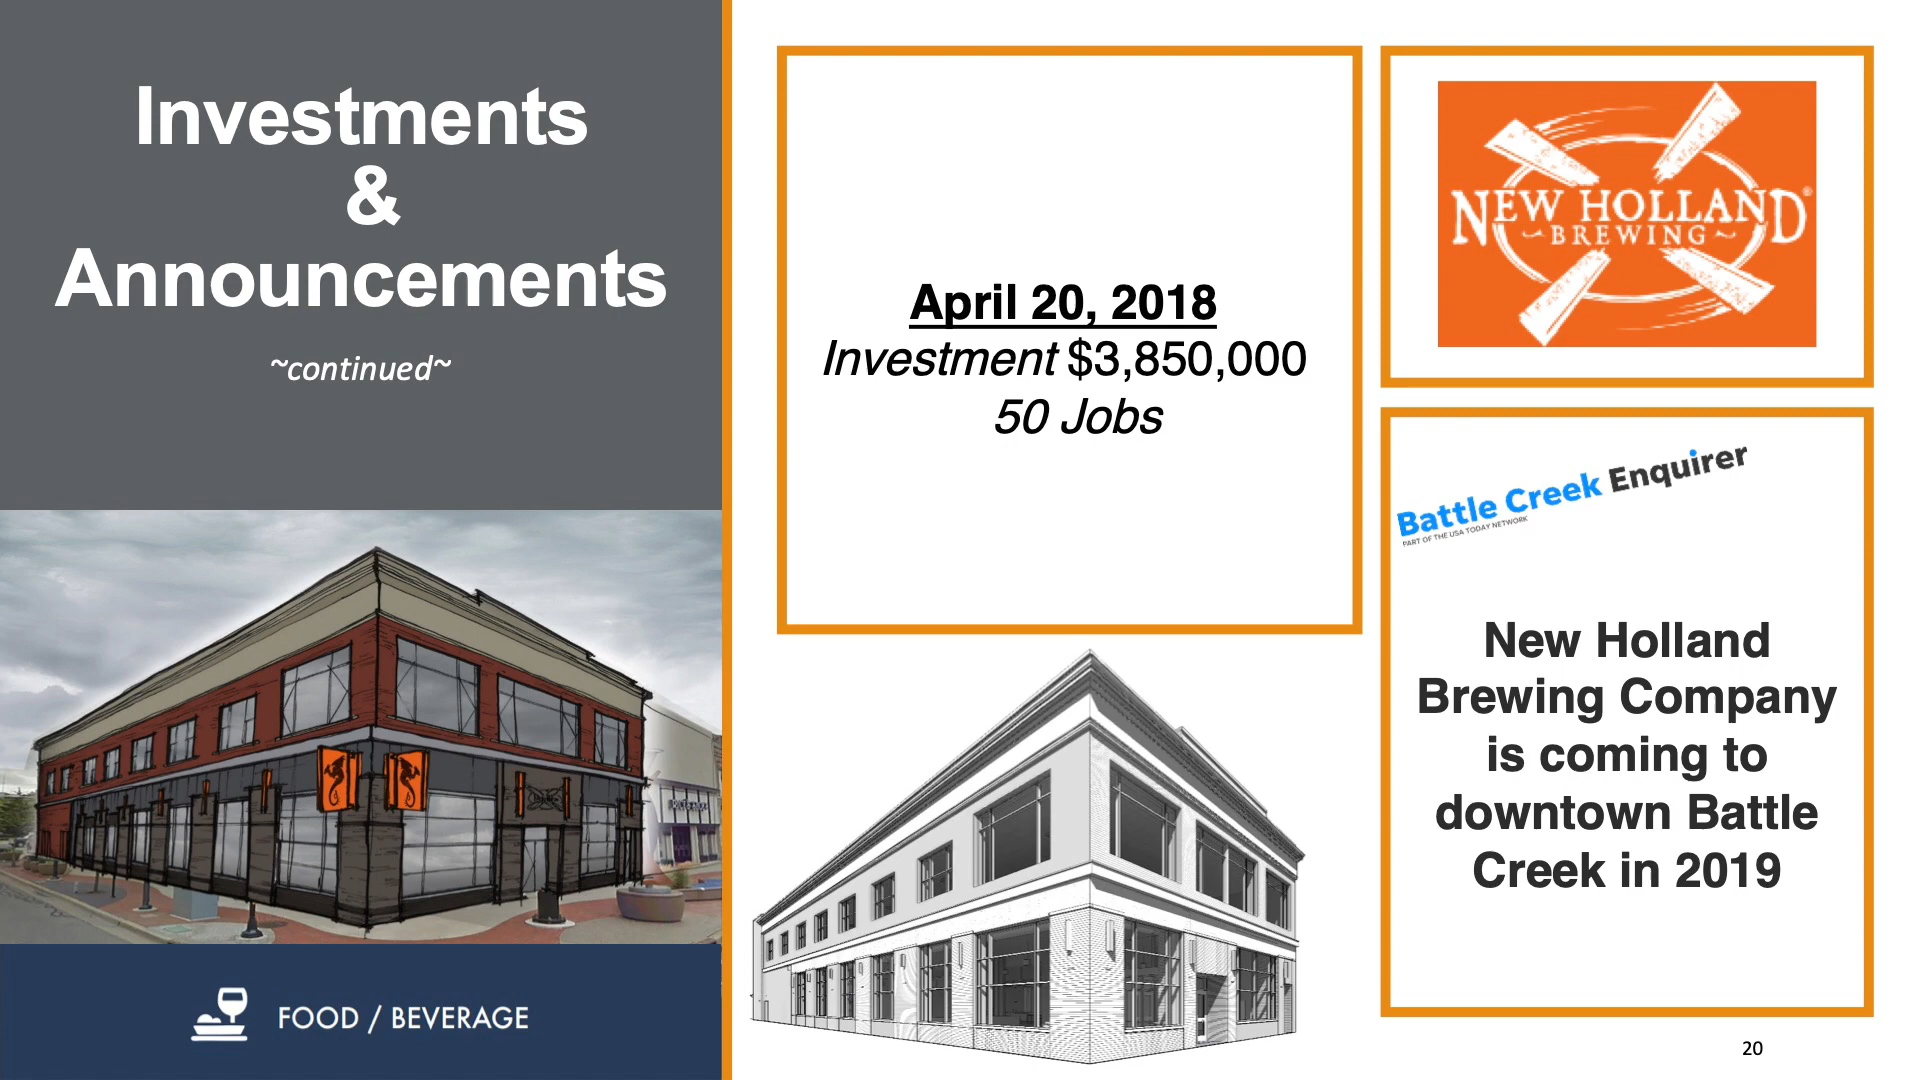 Investments
&
Announcements
~continued~
FOOD / BEVERAGE
April 20, 2018
Investment $3,850,000
50 Jobs
NEW HOLLAND®
~BREWING~
Battle Creek Enquirer
PART OF THE USA TODAY NETWORK
New Holland
Brewing Company
is coming to
downtown Battle
Creek in 2019
20